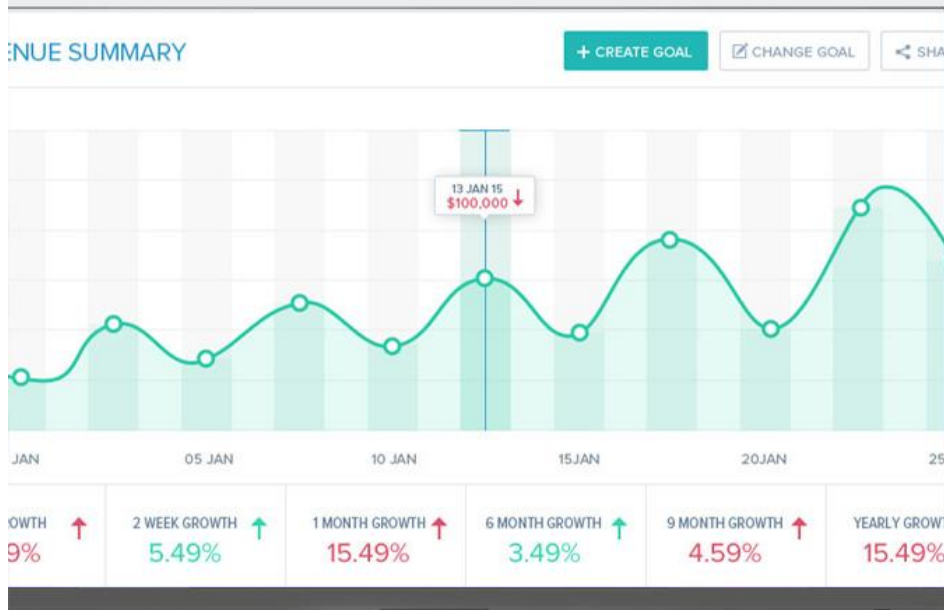 ENUE SUMMARY
+ CREATE GOAL
CHANGE GOAL
SHA
13 JAN 15
$100,000
JAN
05 JAN
10 JAN
15JAN
20JAN
25
OWTH
9%
2 WEEK GROWTH
5.49%
1 MONTH GROWTH
15.49%
6 MONTH GROWTH
3.49%
9 MONTH GROWTH
4.59%
YEARLY GROWT
15.49%